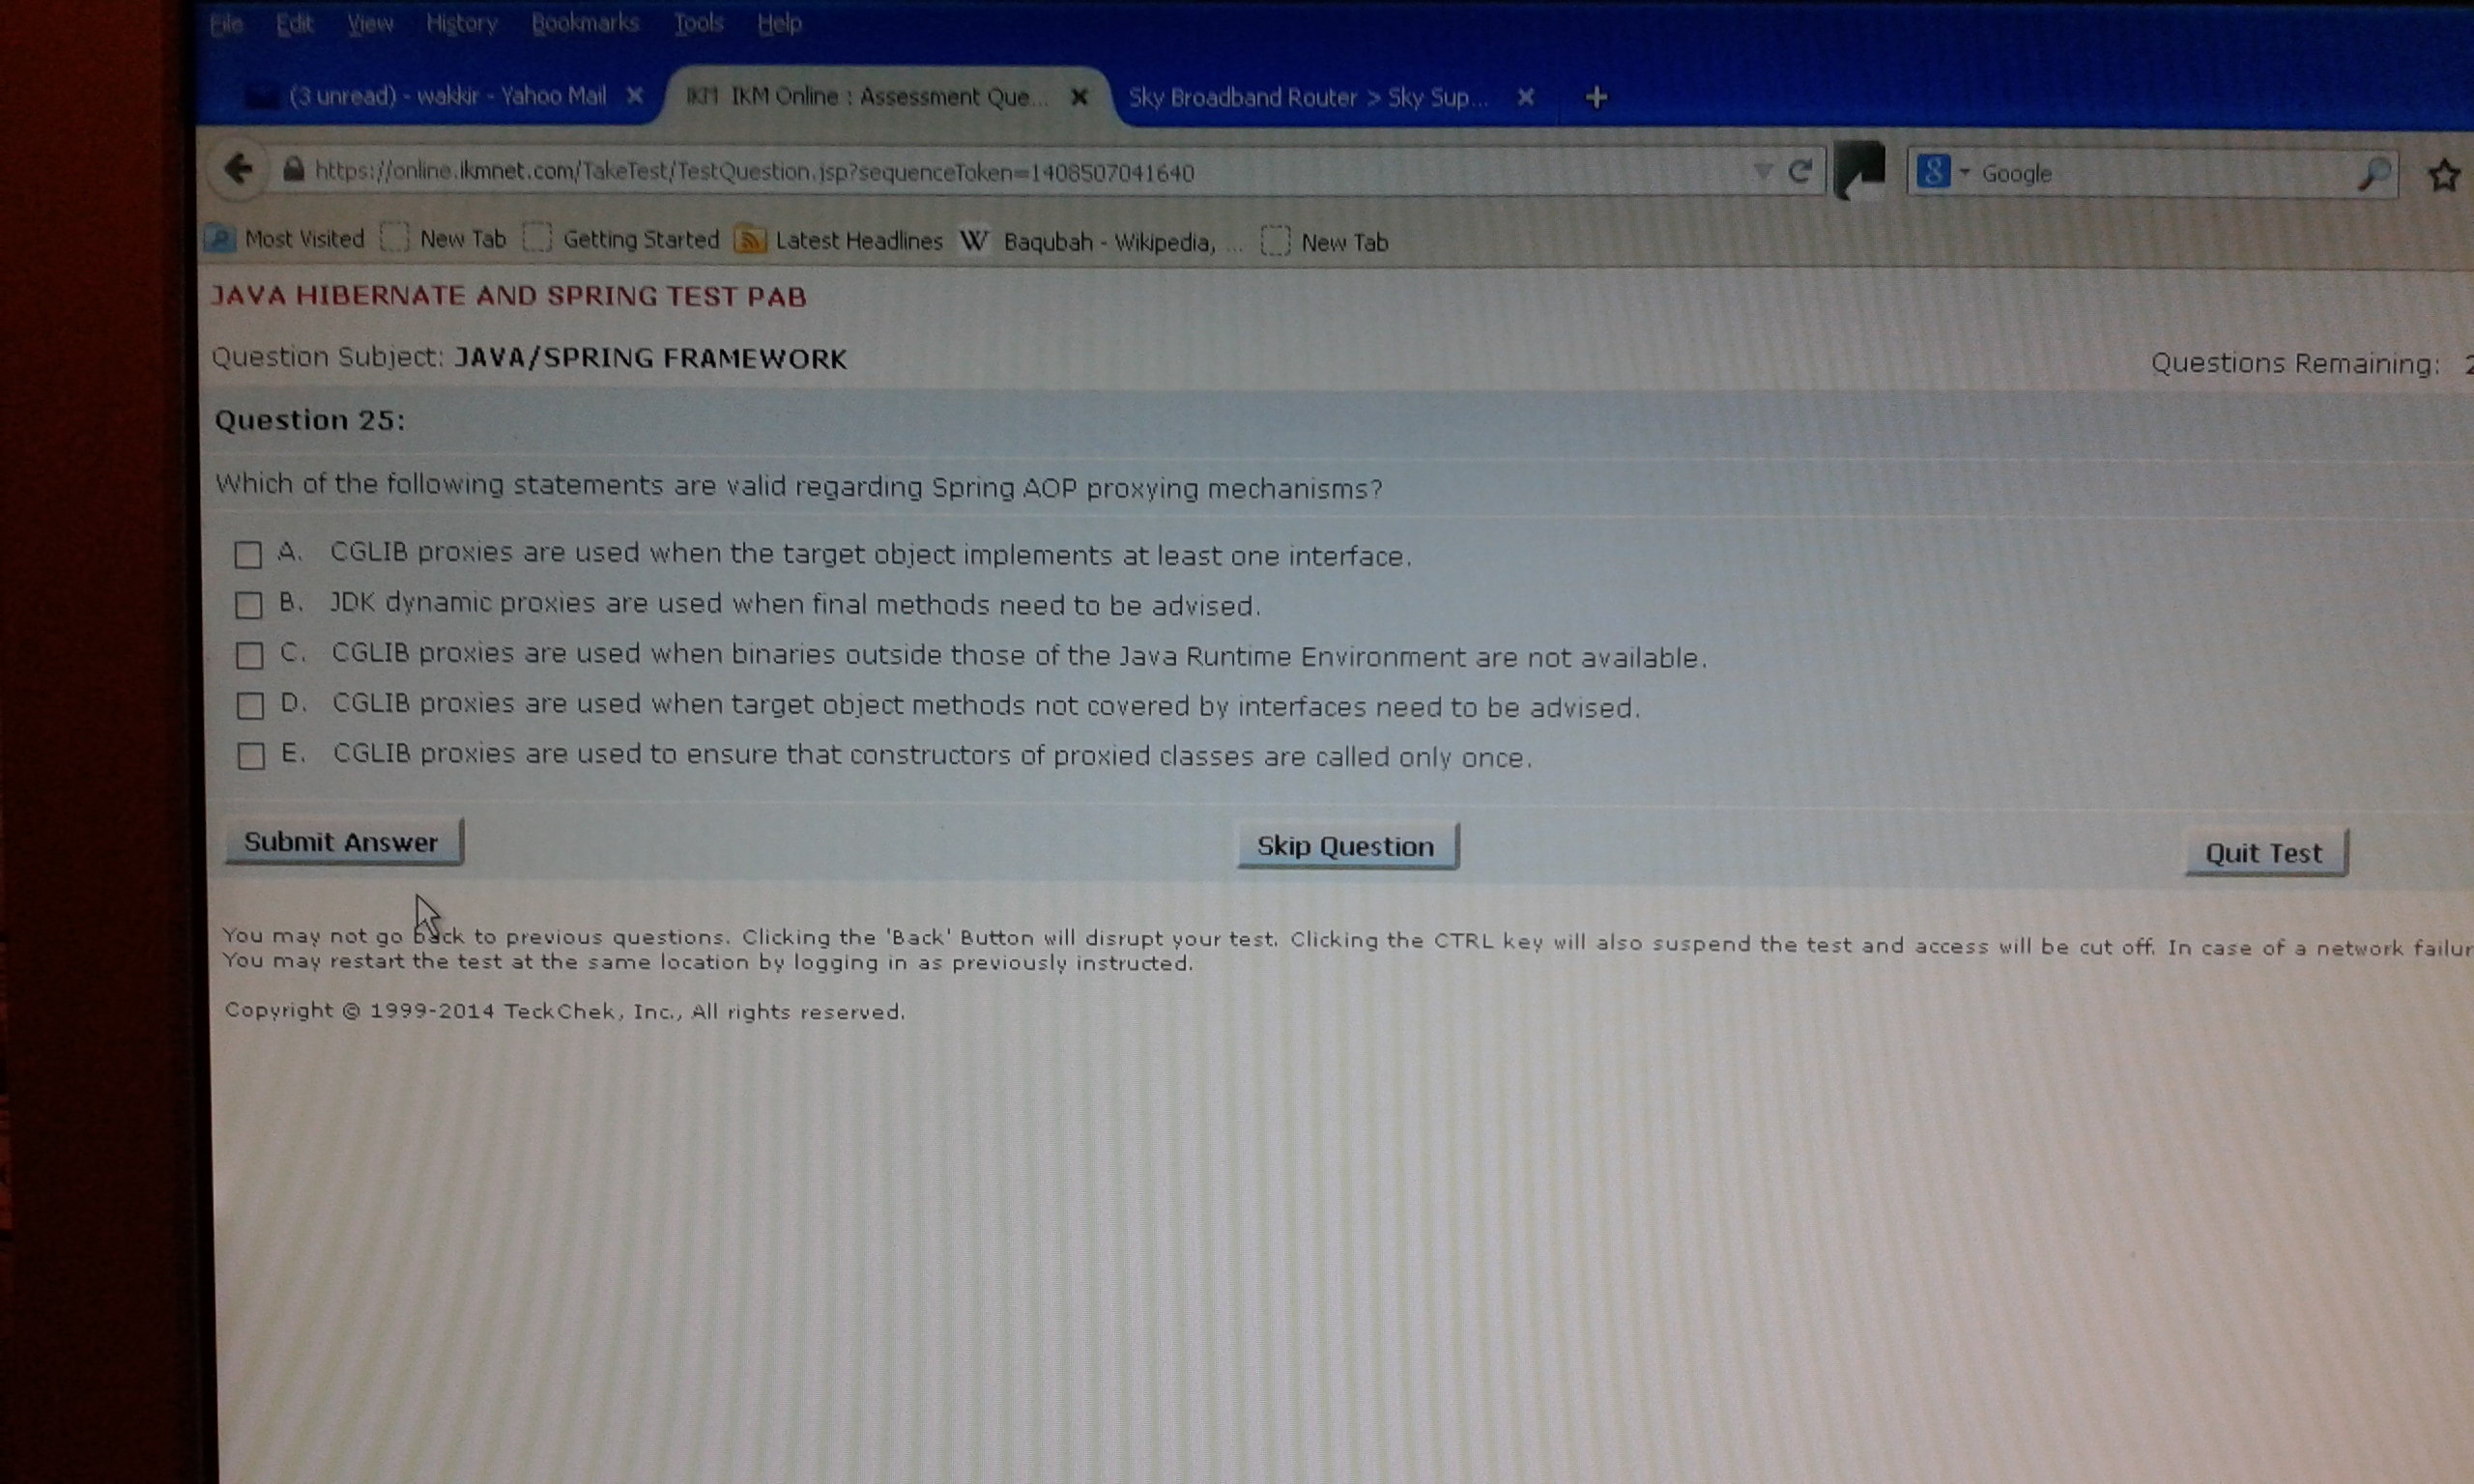 File Edit View History Bookmarks Tools Help
(3 unread) - wakkir - Yahoo Mail × IKM IKM Online : Assessment Que... × Sky Broadband Router > Sky Sup... × +
https://online.ikmnet.com/TakeTest/TestQuestion.jsp?sequenceToken=1408507041640 8 Google
Most Visited New Tab Getting Started Latest Headlines W Baqubah - Wikipedia, ... New Tab
JAVA HIBERNATE AND SPRING TEST PAB
Question Subject: JAVA/SPRING FRAMEWORK Questions Remaining: 2
Question 25:
Which of the following statements are valid regarding Spring AOP proxying mechanisms?
A. CGLIB proxies are used when the target object implements at least one interface.
B. JDK dynamic proxies are used when final methods need to be advised.
C. CGLIB proxies are used when binaries outside those of the Java Runtime Environment are not available.
D. CGLIB proxies are used when target object methods not covered by interfaces need to be advised.
E. CGLIB proxies are used to ensure that constructors of proxied classes are called only once.
Submit Answer Skip Question Quit Test
You may not go back to previous questions. Clicking the 'Back' Button will disrupt your test. Clicking the CTRL key will also suspend the test and access will be cut off. In case of a network failur
You may restart the test at the same location by logging in as previously instructed.
Copyright © 1999-2014 TeckChek, Inc., All rights reserved.